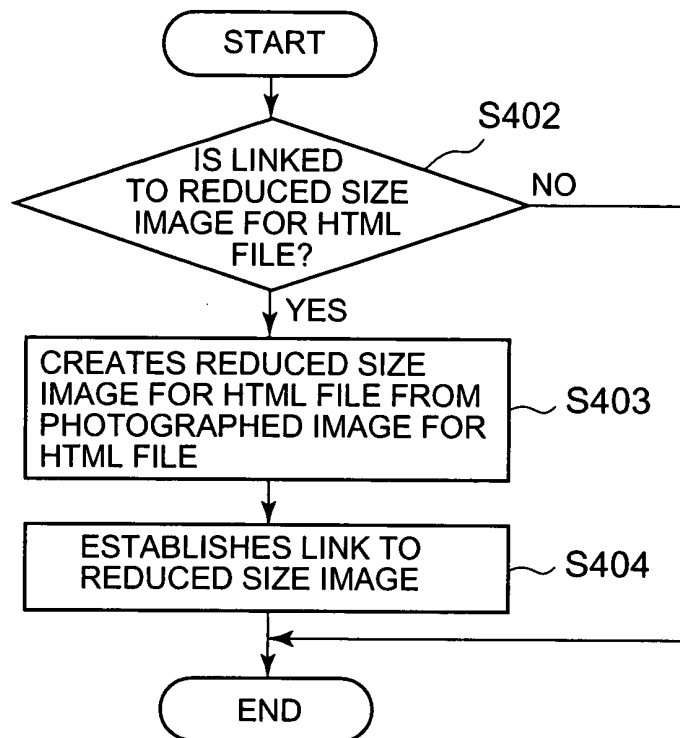 START
S402
IS LINKED
TO REDUCED SIZE
IMAGE FOR HTML
FILE?
NO
YES
CREATES REDUCED SIZE
IMAGE FOR HTML FILE FROM
PHOTOGRAPHED IMAGE FOR
HTML FILE
S403
ESTABLISHES LINK TO
REDUCED SIZE IMAGE
S404
END